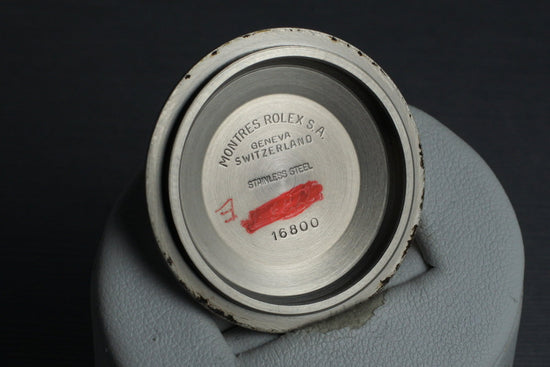 MONTRES ROLEX S.A.
GENEVA
SWITZERLAND
STAINLESS STEEL
16800